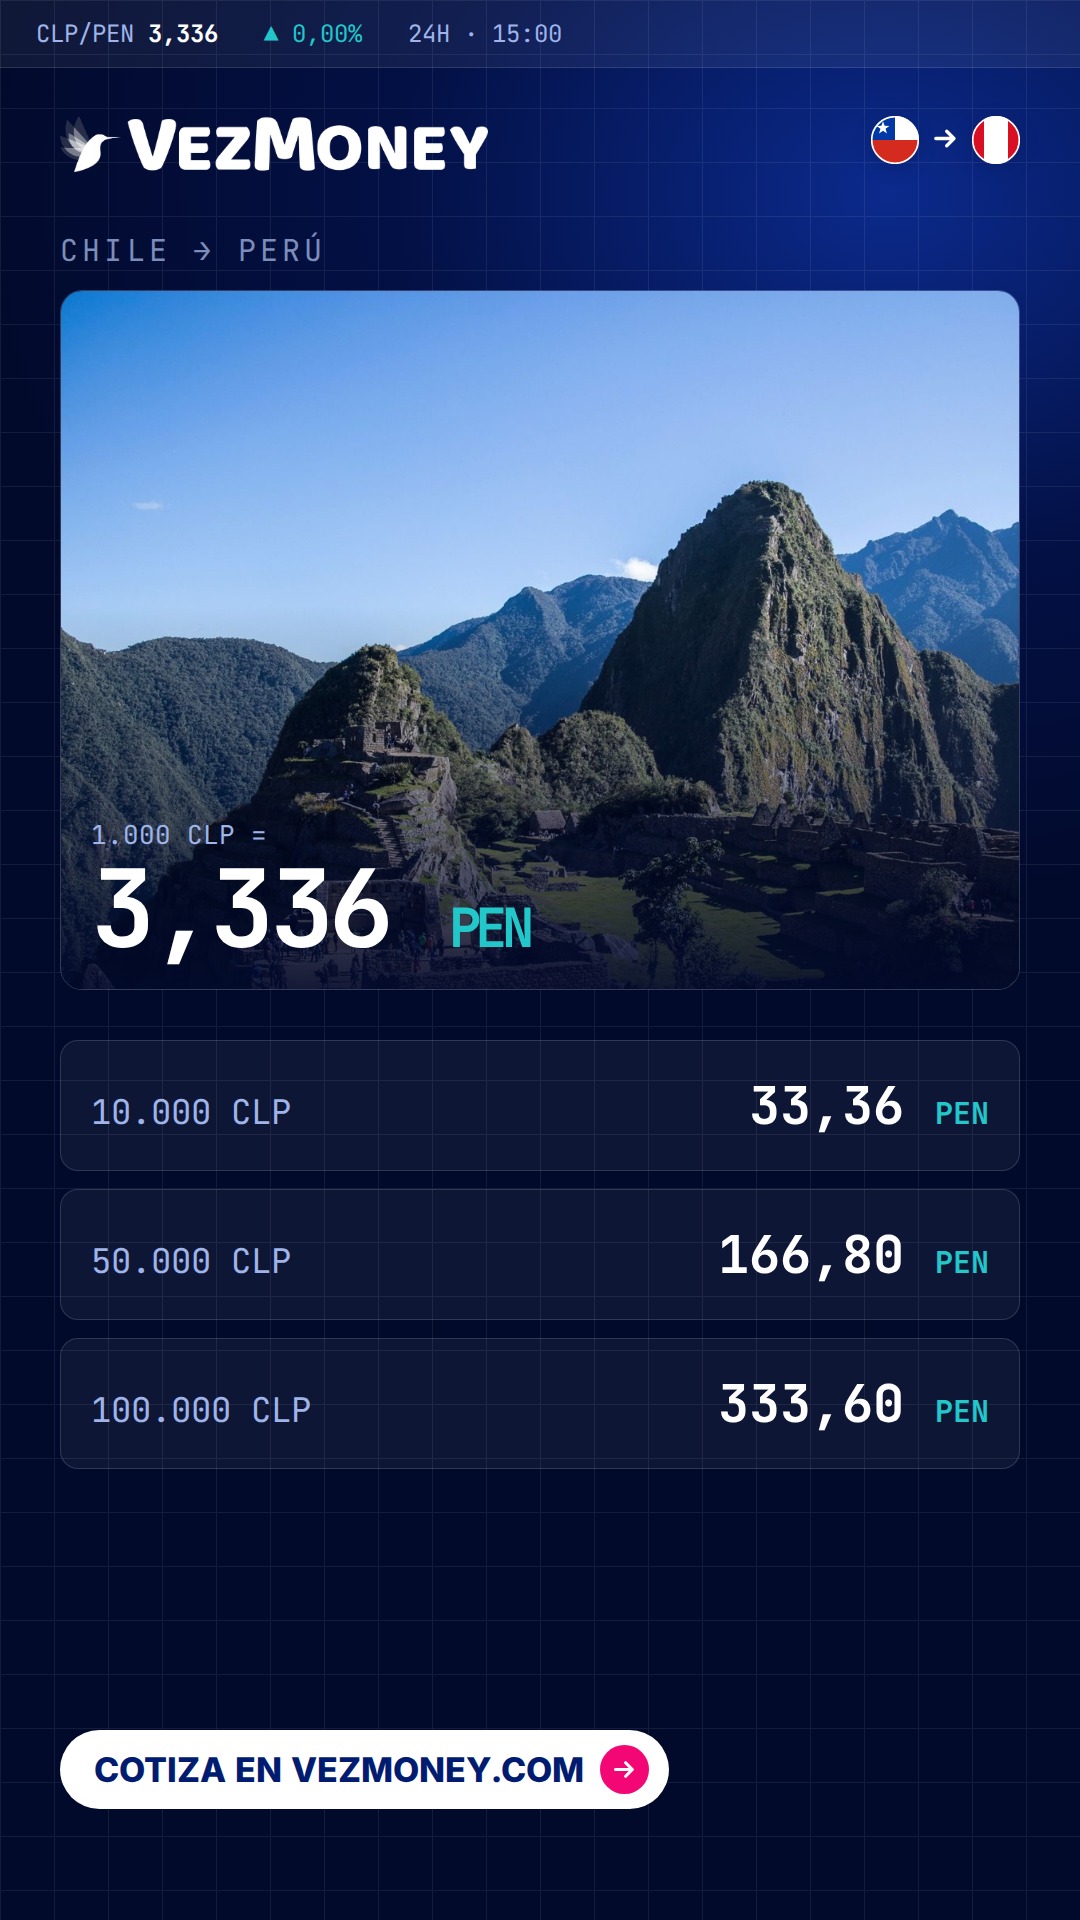 CLP/PEN 3,336 ▲ 0,00% 24H · 15:00
VEZMONEY
CHILE → PERÚ
1.000 CLP =
3,336 PEN
10.000 CLP 33,36 PEN
50.000 CLP 166,80 PEN
100.000 CLP 333,60 PEN
COTIZA EN VEZMONEY.COM →